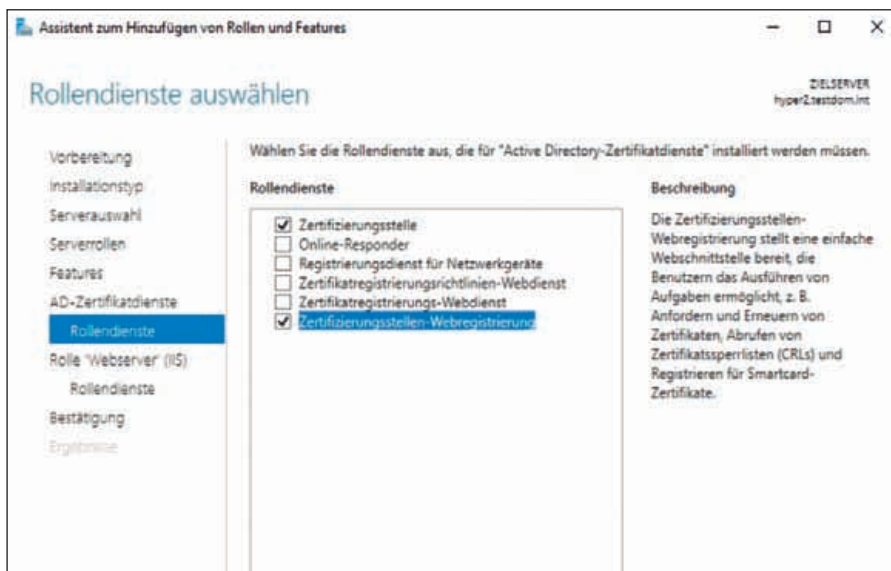 Assistent zum Hinzufügen von Rollen und Features
Rollendienste auswählen
ZIELSERVER
hyper2.testdom.int
Vorbereitung
Installationstyp
Serverauswahl
Serverrollen
Features
AD-Zertifikatdienste
Rollendienste
Rolle "Webserver" (IIS)
Rollendienste
Bestätigung
Ergebnisse
Wählen Sie die Rollendienste aus, die für "Active Directory-Zertifikatdienste" installiert werden müssen.
Rollendienste
Zertifizierungsstelle
Online-Responder
Registrierungsdienst für Netzwerkgeräte
Zertifikatregistrierungsrichtlinien-Webdienst
Zertifikatregistrierungs-Webdienst
Zertifizierungsstellen-Webregistrierung
Beschreibung
Die Zertifizierungsstellen-
Webregistrierung stellt eine einfache
Webschnittstelle bereit, die
Benutzern das Ausführen von
Aufgaben ermöglicht, z. B.
Anfordern und Erneuern von
Zertifikaten, Abrufen von
Zertifikatssperrlisten (CRLs) und
Registrieren für Smartcard-
Zertifikate.